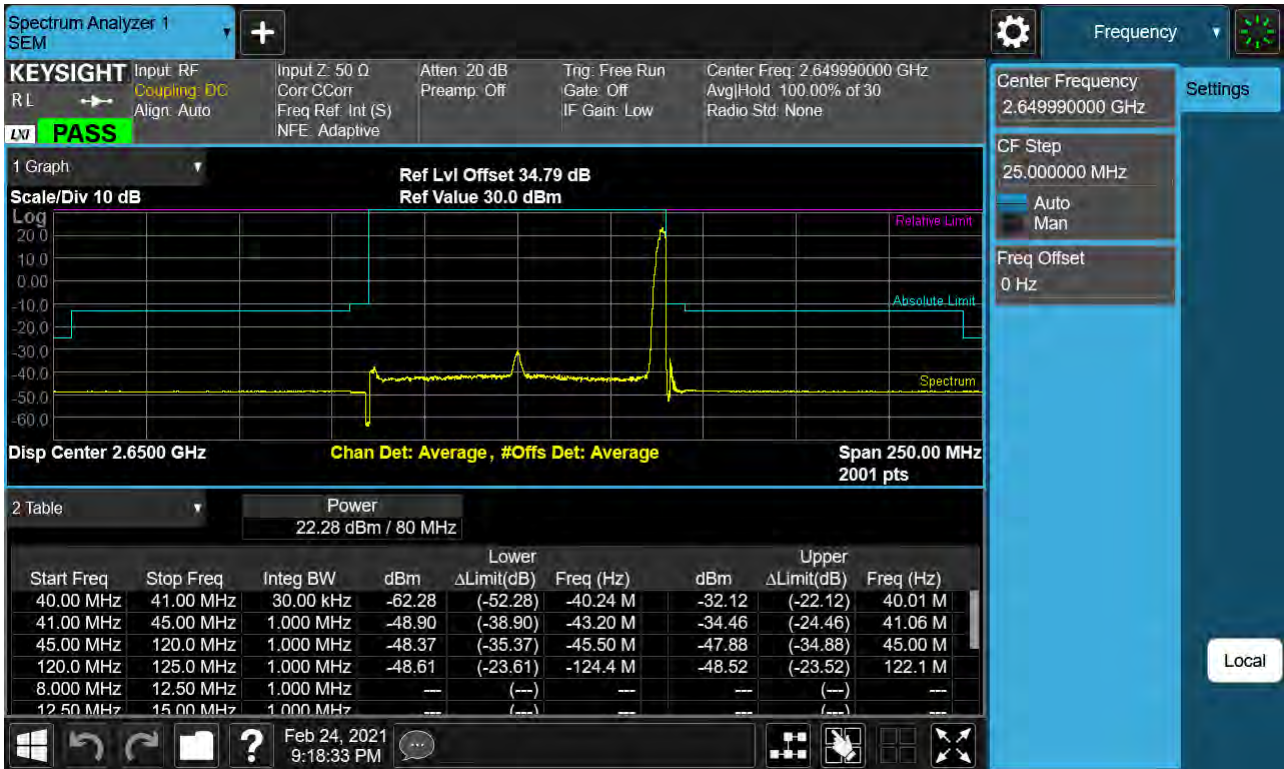 Spectrum Analyzer 1
SEM
Frequency
KEYSIGHT
R L
LXI
PASS
Input: RF
Coupling: DC
Align: Auto
Input Z: 50 Ω
Corr CCorr
Freq Ref: Int (S)
NFE: Adaptive
Atten: 20 dB
Preamp: Off
Trig: Free Run
Gate: Off
IF Gain: Low
Center Freq: 2.649990000 GHz
Avg|Hold: 100.00% of 30
Radio Std: None
Center Frequency
2.649990000 GHz
Settings
CF Step
25.000000 MHz
Auto
Man
Freq Offset
0 Hz
1 Graph
Scale/Div 10 dB
Ref Lvl Offset 34.79 dB
Ref Value 30.0 dBm
Log
20.0
10.0
0.00
-10.0
-20.0
-30.0
-40.0
-50.0
-60.0
Relative Limit
Absolute Limit
Spectrum
Disp Center 2.6500 GHz
Chan Det: Average, #Offs Det: Average
Span 250.00 MHz
2001 pts
2 Table
Power
22.28 dBm / 80 MHz
Lower Upper
Start Freq Stop Freq Integ BW dBm ΔLimit(dB) Freq (Hz) dBm ΔLimit(dB) Freq (Hz)
40.00 MHz 41.00 MHz 30.00 kHz -62.28 (-52.28) -40.24 M -32.12 (-22.12) 40.01 M
41.00 MHz 45.00 MHz 1.000 MHz -48.90 (-38.90) -43.20 M -34.46 (-24.46) 41.06 M
45.00 MHz 120.0 MHz 1.000 MHz -48.37 (-35.37) -45.50 M -47.88 (-34.88) 45.00 M
120.0 MHz 125.0 MHz 1.000 MHz -48.61 (-23.61) -124.4 M -48.52 (-23.52) 122.1 M
8.000 MHz 12.50 MHz 1.000 MHz --- (---) --- --- (---) ---
12.50 MHz 15.00 MHz 1.000 MHz --- (---) --- --- (---) ---
Local
?
Feb 24, 2021
9:18:33 PM